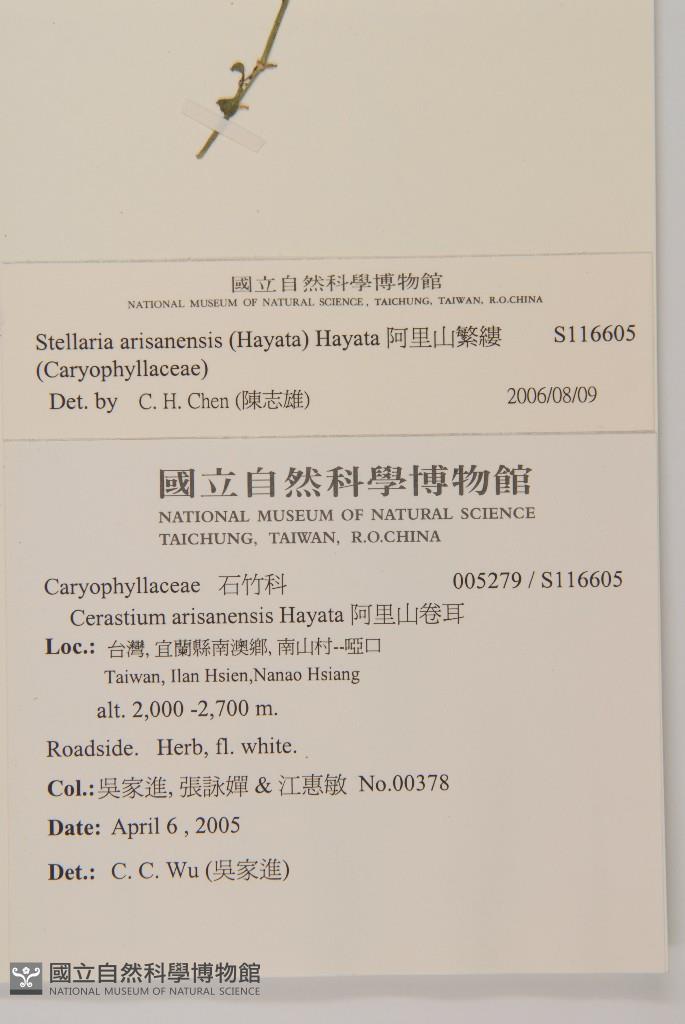 國立自然科學博物館
NATIONAL MUSEUM OF NATURAL SCIENCE, TAICHUNG, TAIWAN, R.O.CHINA
Stellaria arisanensis (Hayata) Hayata 阿里山繁縷 S116605
(Caryophyllaceae)
Det. by C. H. Chen (陳志雄) 2006/08/09
國立自然科學博物館
NATIONAL MUSEUM OF NATURAL SCIENCE
TAICHUNG, TAIWAN, R.O.CHINA
Caryophyllaceae 石竹科 005279 / S116605
Cerastium arisanensis Hayata 阿里山卷耳
Loc.: 台灣, 宜蘭縣南澳鄉, 南山村--啞口
Taiwan, Ilan Hsien,Nanao Hsiang
alt. 2,000 -2,700 m.
Roadside. Herb, fl. white.
Col.:吳家進, 張詠嬋 & 江惠敏 No.00378
Date: April 6 , 2005
Det.: C. C. Wu (吳家進)
國立自然科學博物館
NATIONAL MUSEUM OF NATURAL SCIENCE